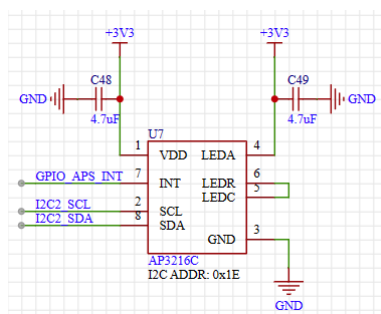 +3V3 +3V3
C48 C49
GND GND
4.7uF 4.7uF
U7
1 VDD LEDA 4
GPIO_APS_INT 7 INT LEDR 6
LEDC 5
I2C2_SCL 2 SCL
I2C2_SDA 8 SDA
GND 3
AP3216C
I2C ADDR: 0x1E
GND